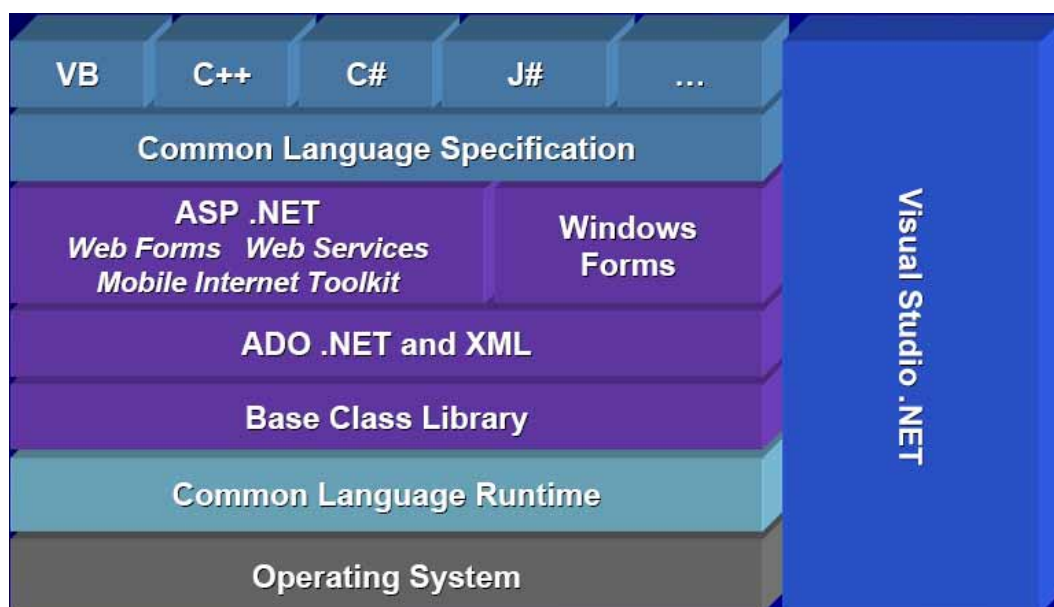 VB C++ C# J# ...
Common Language Specification
ASP .NET
Web Forms Web Services
Mobile Internet Toolkit
Windows
Forms
ADO .NET and XML
Base Class Library
Common Language Runtime
Operating System
Visual Studio .NET